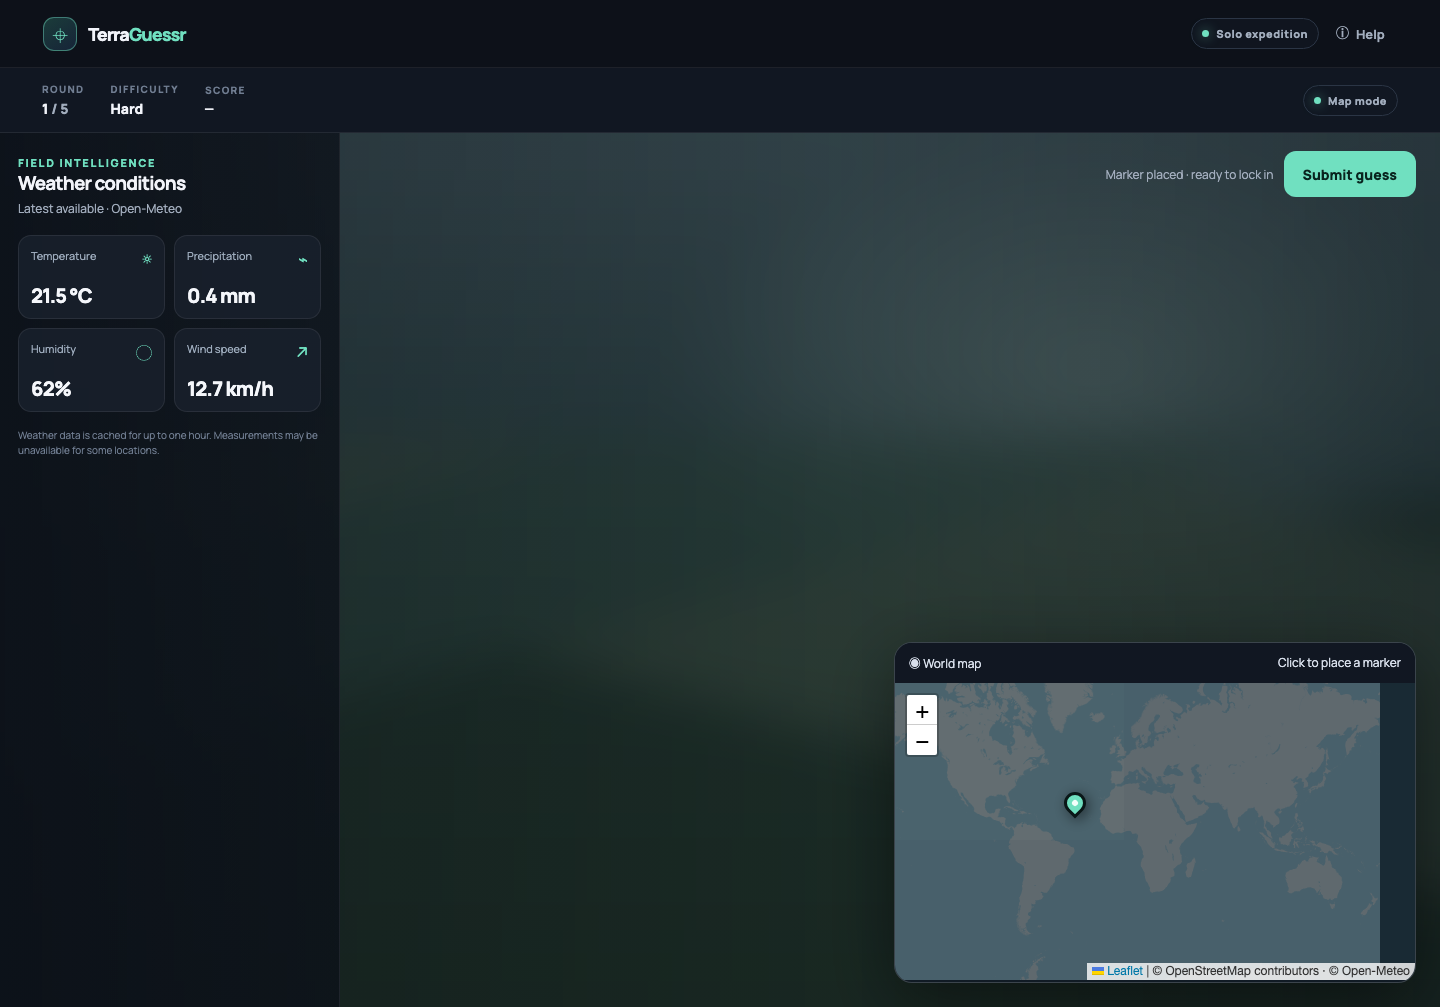 TerraGuessr
Solo expedition
Help
ROUND
1 / 5
DIFFICULTY
Hard
SCORE
–
Map mode
FIELD INTELLIGENCE
Weather conditions
Latest available · Open-Meteo
Temperature
21.5 °C
Precipitation
0.4 mm
Humidity
62%
Wind speed
12.7 km/h
Weather data is cached for up to one hour. Measurements may be
unavailable for some locations.
Marker placed · ready to lock in
Submit guess
World map
Click to place a marker
+
−
Leaflet | © OpenStreetMap contributors · © Open-Meteo